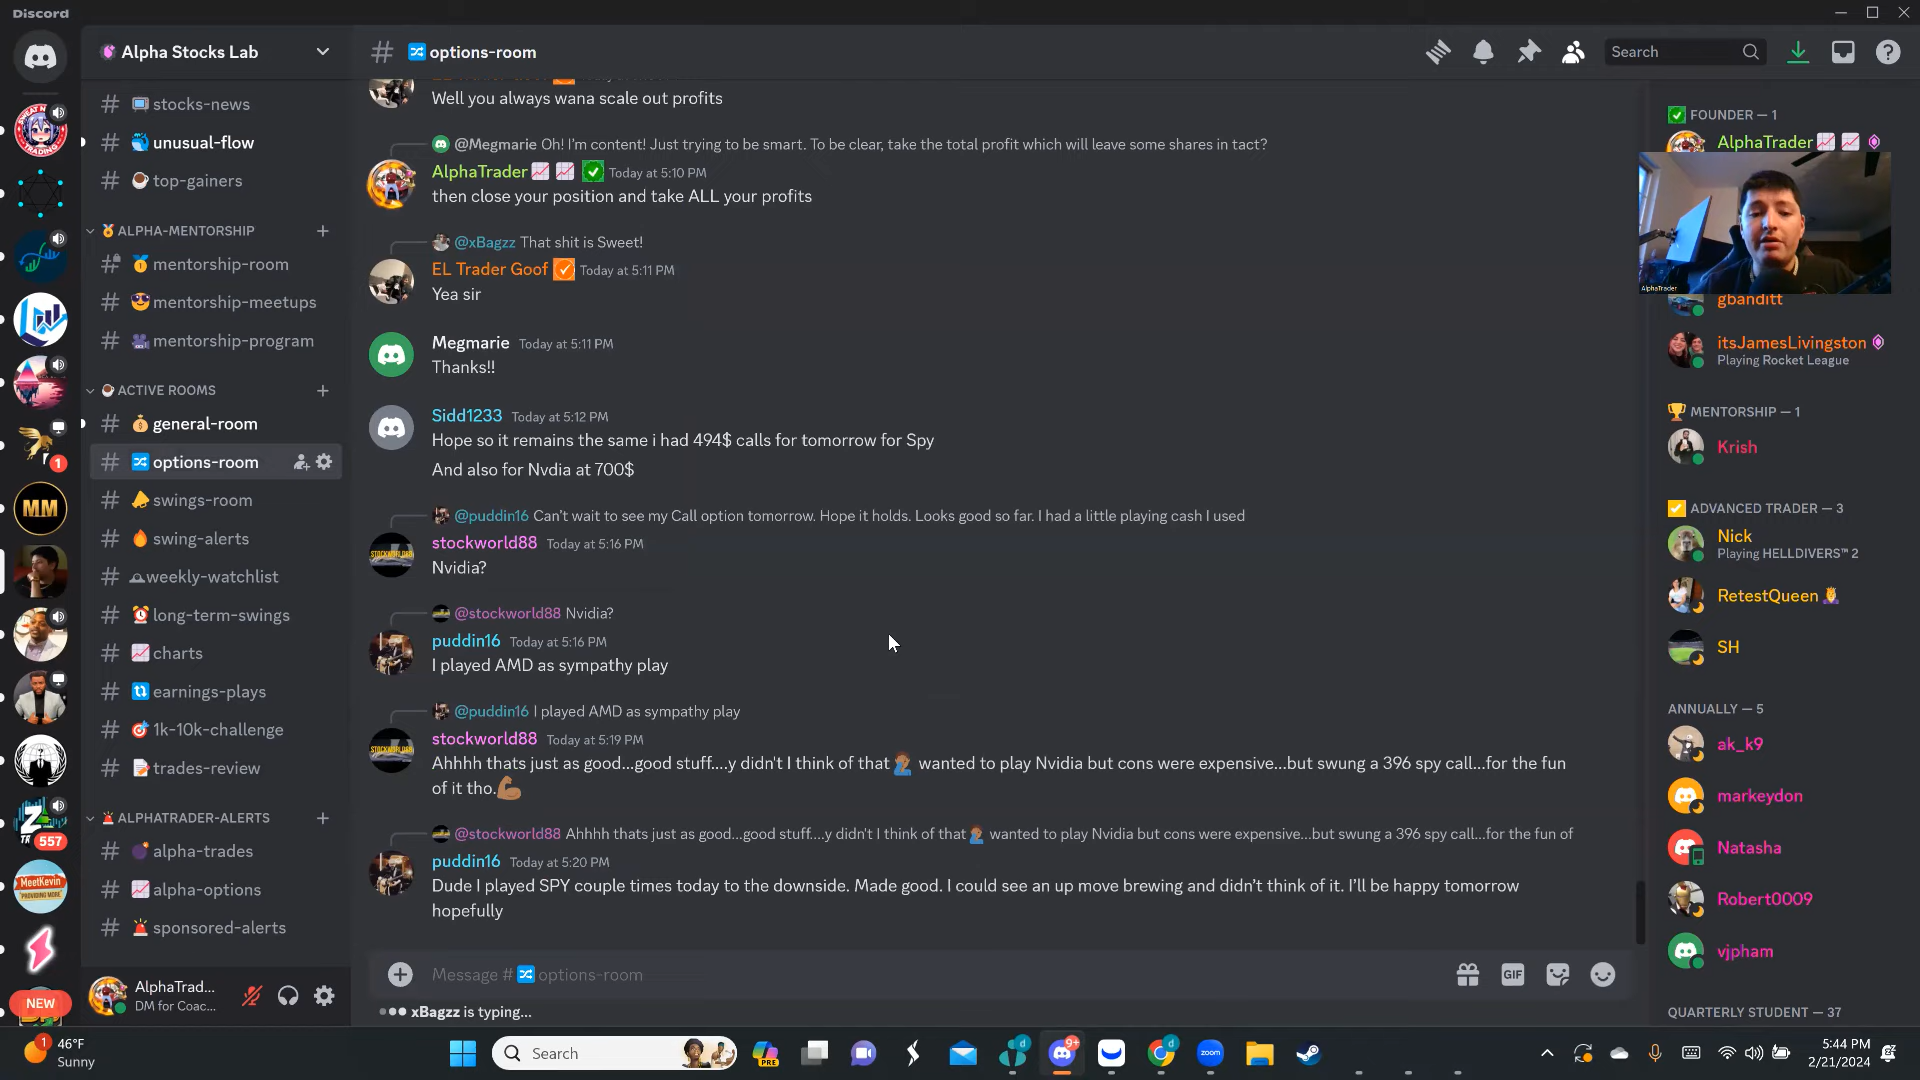 Discord
Alpha Stocks Lab
# options-room
Search
stocks-news
unusual-flow
top-gainers
ALPHA-MENTORSHIP
mentorship-room
mentorship-meetups
mentorship-program
ACTIVE ROOMS
general-room
options-room
swings-room
swing-alerts
weekly-watchlist
long-term-swings
charts
earnings-plays
1k-10k-challenge
trades-review
ALPHATRADER-ALERTS
alpha-trades
alpha-options
sponsored-alerts
MM
1
557
MeetKevin
NEW
AlphaTrad...
DM for Coac...
Well you always wana scale out profits
@Megmarie Oh! I'm content! Just trying to be smart. To be clear, take the total profit which will leave some shares in tact?
AlphaTrader Today at 5:10 PM
then close your position and take ALL your profits
@xBagzz That shit is Sweet!
EL Trader Goof Today at 5:11 PM
Yea sir
Megmarie Today at 5:11 PM
Thanks!!
Sidd1233 Today at 5:12 PM
Hope so it remains the same i had 494$ calls for tomorrow for Spy
And also for Nvdia at 700$
@puddin16 Can't wait to see my Call option tomorrow. Hope it holds. Looks good so far. I had a little playing cash I used
stockworld88 Today at 5:16 PM
Nvidia?
@stockworld88 Nvidia?
puddin16 Today at 5:16 PM
I played AMD as sympathy play
@puddin16 I played AMD as sympathy play
stockworld88 Today at 5:19 PM
Ahhhh thats just as good...good stuff....y didn't I think of that🤦🏾 wanted to play Nvidia but cons were expensive...but swung a 396 spy call...for the fun
of it tho.💪🏾
@stockworld88 Ahhhh thats just as good...good stuff....y didn't I think of that🤦🏾 wanted to play Nvidia but cons were expensive...but swung a 396 spy call...for the fun of
puddin16 Today at 5:20 PM
Dude I played SPY couple times today to the downside. Made good. I could see an up move brewing and didn't think of it. I'll be happy tomorrow
hopefully
Message # options-room
GIF
xBagzz is typing...
FOUNDER — 1
AlphaTrader
AlphaTrader
gbanditt
itsJamesLivingston
Playing Rocket League
MENTORSHIP — 1
Krish
ADVANCED TRADER — 3
Nick
Playing HELLDIVERS™ 2
RetestQueen
SH
ANNUALLY — 5
ak_k9
markeydon
Natasha
Robert0009
vjpham
QUARTERLY STUDENT — 37
1
46°F
Sunny
Search
PRE
9+
zoom
5:44 PM
2/21/2024